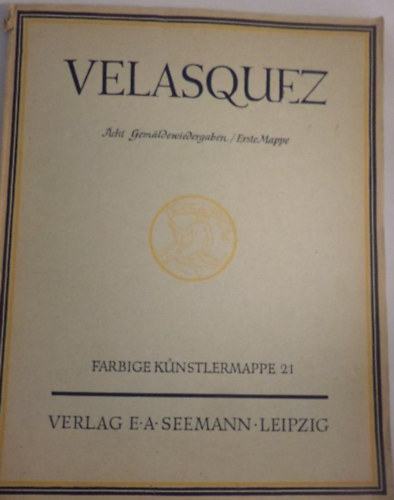 VELASQUEZ
Acht Gemäldewiedergaben / Erste Mappe
FARBIGE KÜNSTLERMAPPE 21
VERLAG E·A·SEEMANN·LEIPZIG